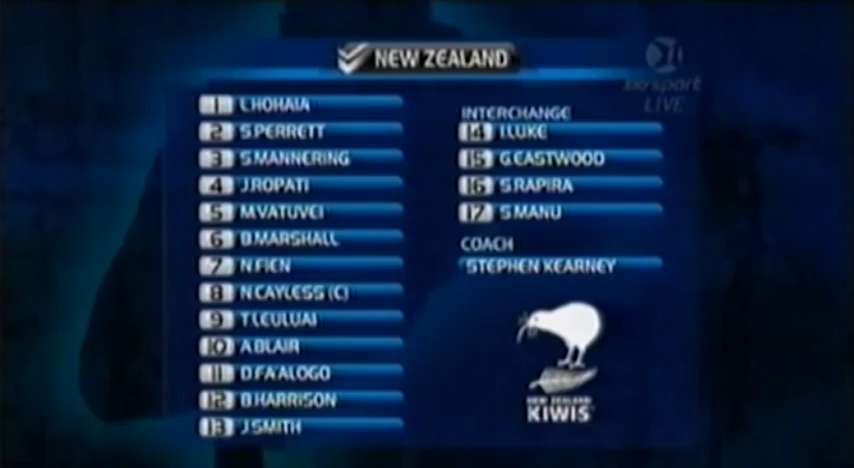 NEW ZEALAND
LIVE
1 L.HOHAIA
2 S.PERRETT
3 S.MANNERING
4 J.ROPATI
5 M.VATUVEI
6 B.MARSHALL
7 N.FIEN
8 N.CAYLESS (C)
9 T.LEULUAI
10 A.BLAIR
11 D.FA'ALOGO
12 B.HARRISON
13 J.SMITH
INTERCHANGE
14 I.LUKE
15 G.EASTWOOD
16 S.RAPIRA
17 S.MANU
COACH
STEPHEN KEARNEY
NEW ZEALAND
KIWIS